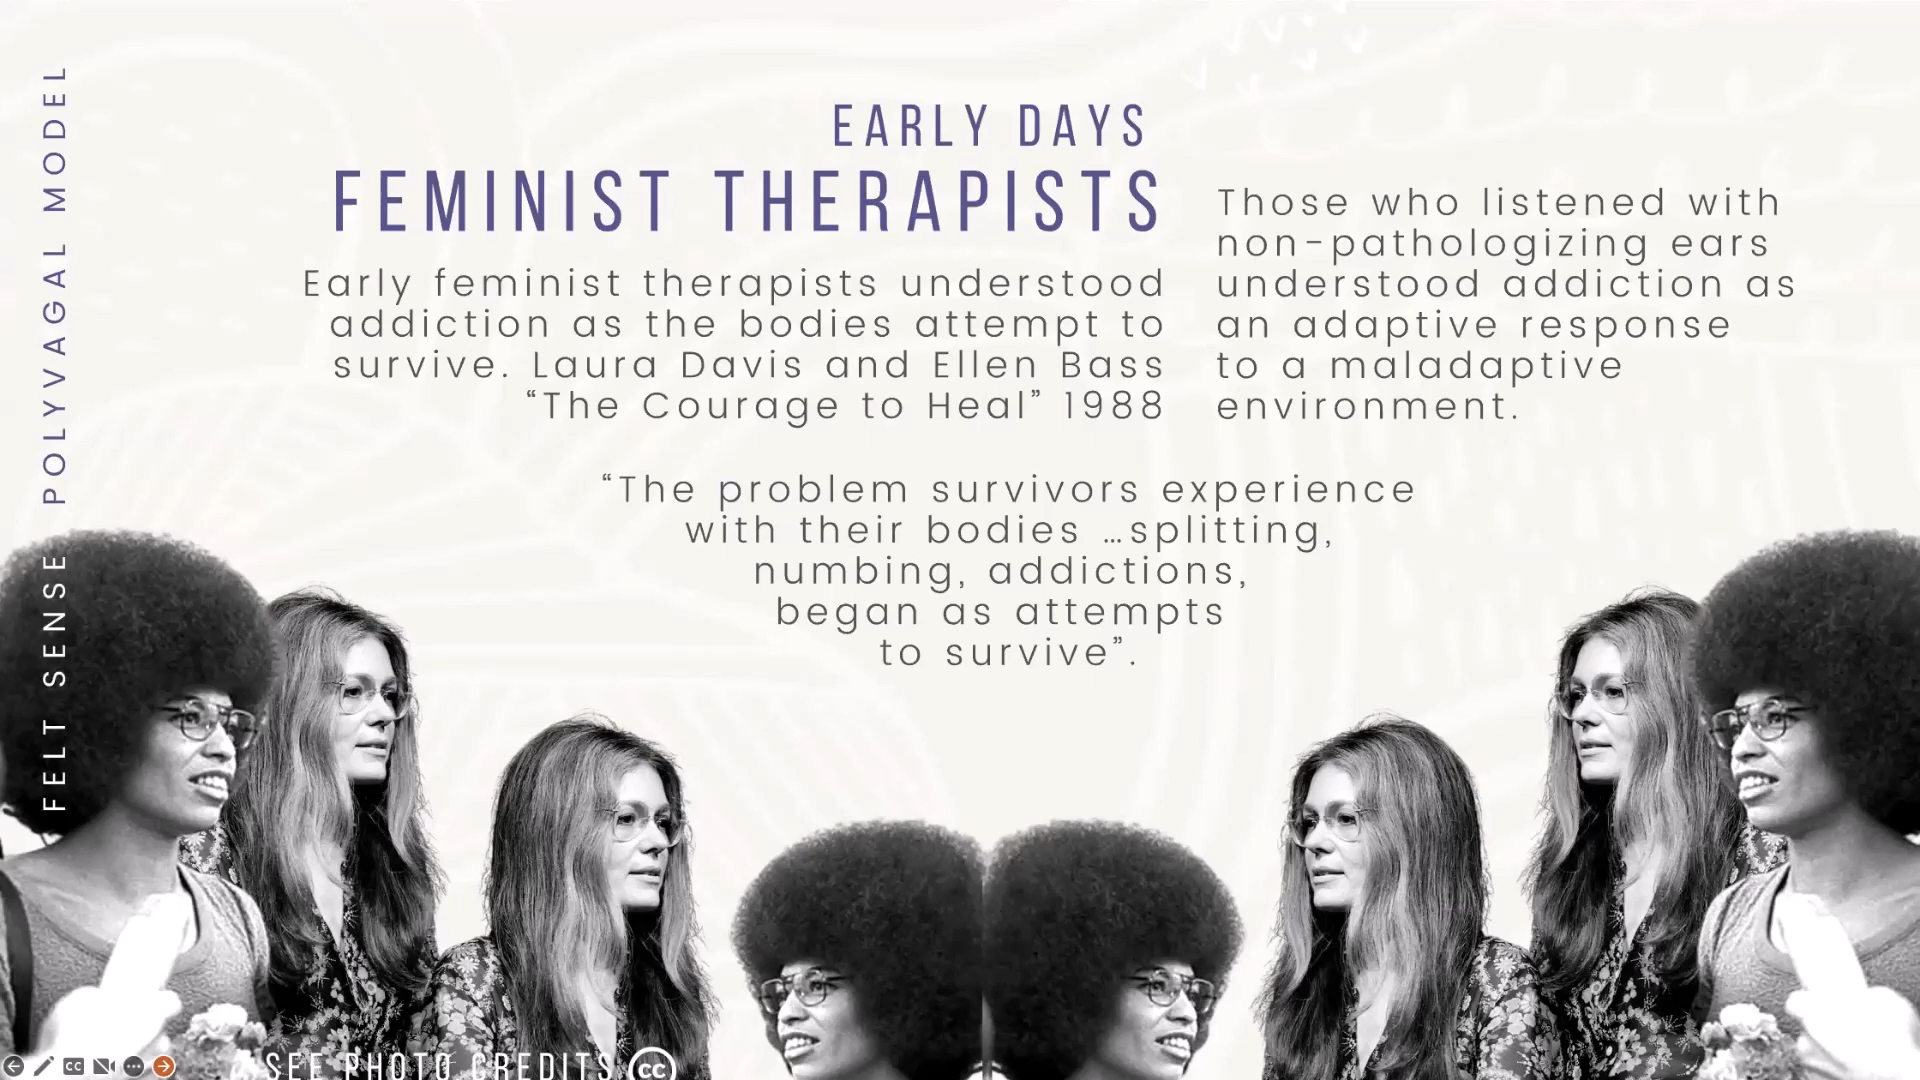 EARLY DAYS
FEMINIST THERAPISTS
Early feminist therapists understood
addiction as the bodies attempt to
survive. Laura Davis and Ellen Bass
“The Courage to Heal” 1988
Those who listened with
non-pathologizing ears
understood addiction as
an adaptive response
to a maladaptive
environment.
“The problem survivors experience
with their bodies ...splitting,
numbing, addictions,
began as attempts
to survive”.
FELT SENSE POLYVAGAL MODEL
SEE PHOTO CREDITS cc
CC